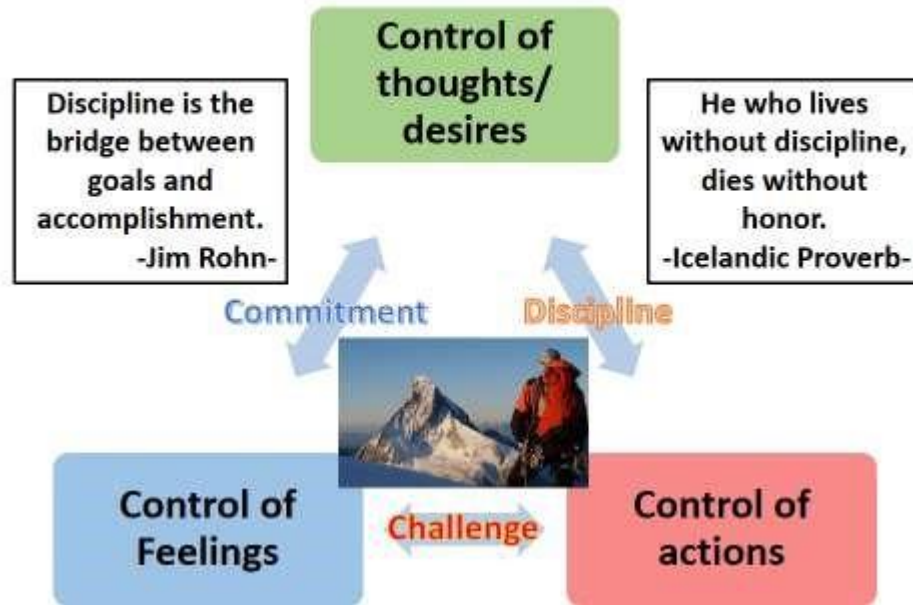 Control of
thoughts/
desires
Discipline is the
bridge between
goals and
accomplishment.
-Jim Rohn-
He who lives
without discipline,
dies without
honor.
-Icelandic Proverb-
Commitment
Discipline
Control of
Feelings
Challenge
Control of
actions